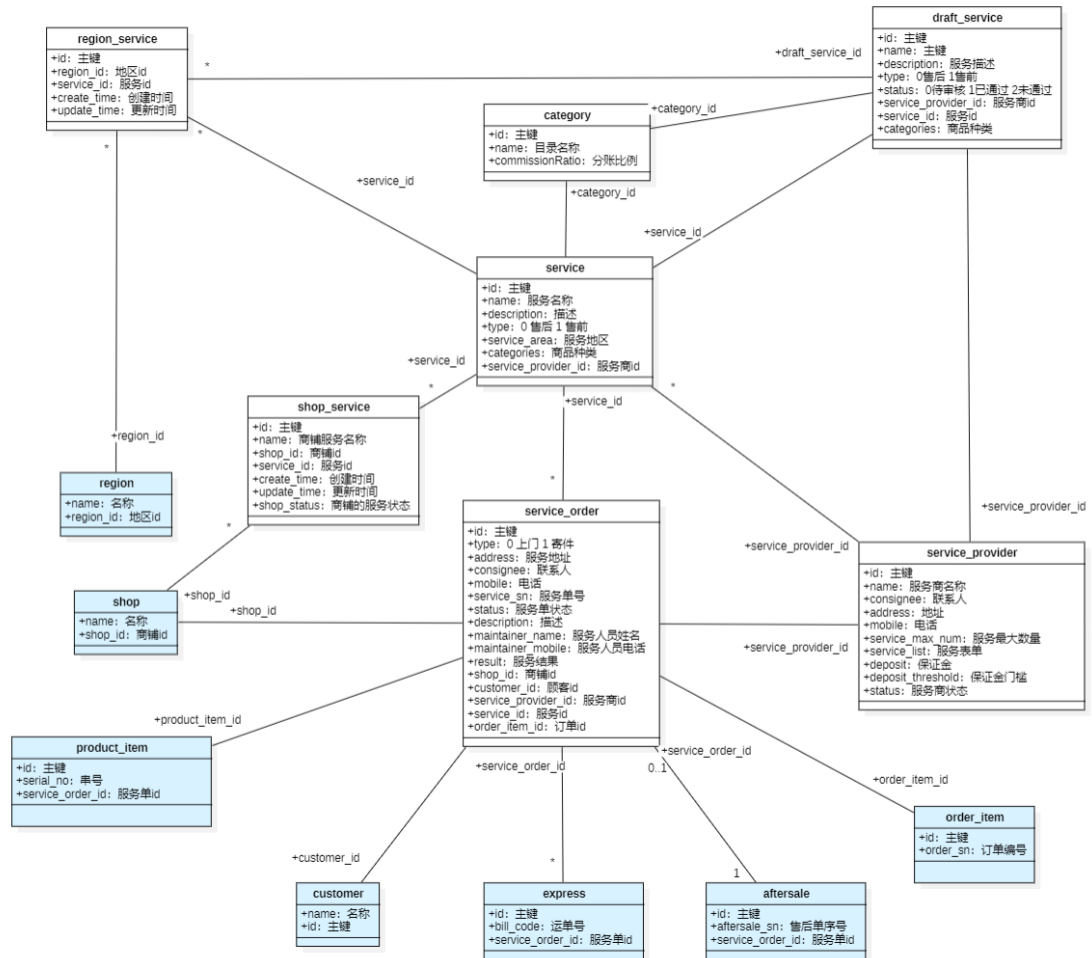 region_service
+id: 主键
+region_id: 地区id
+service_id: 服务id
+create_time: 创建时间
+update_time: 更新时间
*
*
*
+draft_service_id
draft_service
+id: 主键
+name: 主键
+description: 服务描述
+type: 0售后 1售前
+status: 0待审核 1已通过 2未通过
+service_provider_id: 服务商id
+service_id: 服务id
+categories: 商品种类
+category_id
category
+id: 主键
+name: 目录名称
+commissionRatio: 分账比例
+service_id
+category_id
+service_id
service
+id: 主键
+name: 服务名称
+description: 描述
+type: 0 售后 1 售前
+service_area: 服务地区
+categories: 商品种类
+service_provider_id: 服务商id
+service_id
*
*
+service_id
shop_service
+id: 主键
+name: 商铺服务名称
+shop_id: 商铺id
+service_id: 服务id
+create_time: 创建时间
+update_time: 更新时间
+shop_status: 商铺的服务状态
+region_id
region
+name: 名称
+region_id: 地区id
*
*
+service_provider_id
+service_provider_id
service_order
+id: 主键
+type: 0 上门 1 寄件
+address: 服务地址
+consignee: 联系人
+mobile: 电话
+service_sn: 服务单号
+status: 服务单状态
+description: 描述
+maintainer_name: 服务人员姓名
+maintainer_mobile: 服务人员电话
+result: 服务结果
+shop_id: 商铺id
+customer_id: 顾客id
+service_provider_id: 服务商id
+service_id: 服务id
+order_item_id: 订单id
service_provider
+id: 主键
+name: 服务商名称
+consignee: 联系人
+address: 地址
+mobile: 电话
+service_max_num: 服务最大数量
+service_list: 服务表单
+deposit: 保证金
+deposit_threshold: 保证金门槛
+status: 服务商状态
+shop_id
+shop_id
shop
+name: 名称
+shop_id: 商铺id
+service_provider_id
+product_item_id
product_item
+id: 主键
+serial_no: 串号
+service_order_id: 服务单id
+service_order_id
+service_order_id
0..1
+order_item_id
order_item
+id: 主键
+order_sn: 订单编号
+customer_id
*
1
customer
+name: 名称
+id: 主键
express
+id: 主键
+bill_code: 运单号
+service_order_id: 服务单id
aftersale
+id: 主键
+aftersale_sn: 售后单序号
+service_order_id: 服务单id